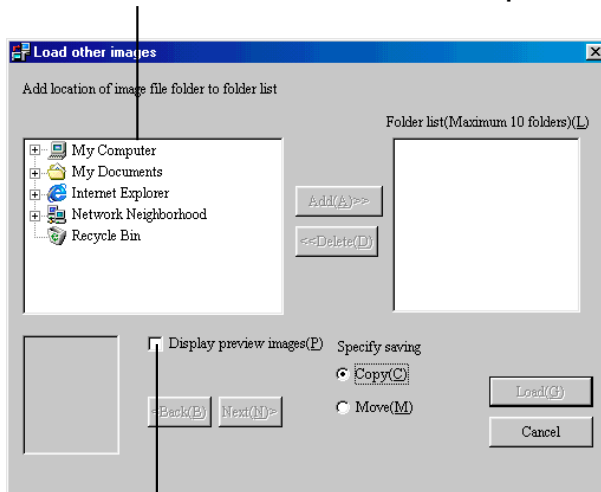 Load other images
Add location of image file folder to folder list
Folder list(Maximum 10 folders)(L)
My Computer
My Documents
Internet Explorer
Network Neighborhood
Recycle Bin
Add(A)>>
<<Delete(D)
Display preview images(P)
Specify saving
Copy(C)
Move(M)
<Back(B)
Next(N)>
Load(G)
Cancel